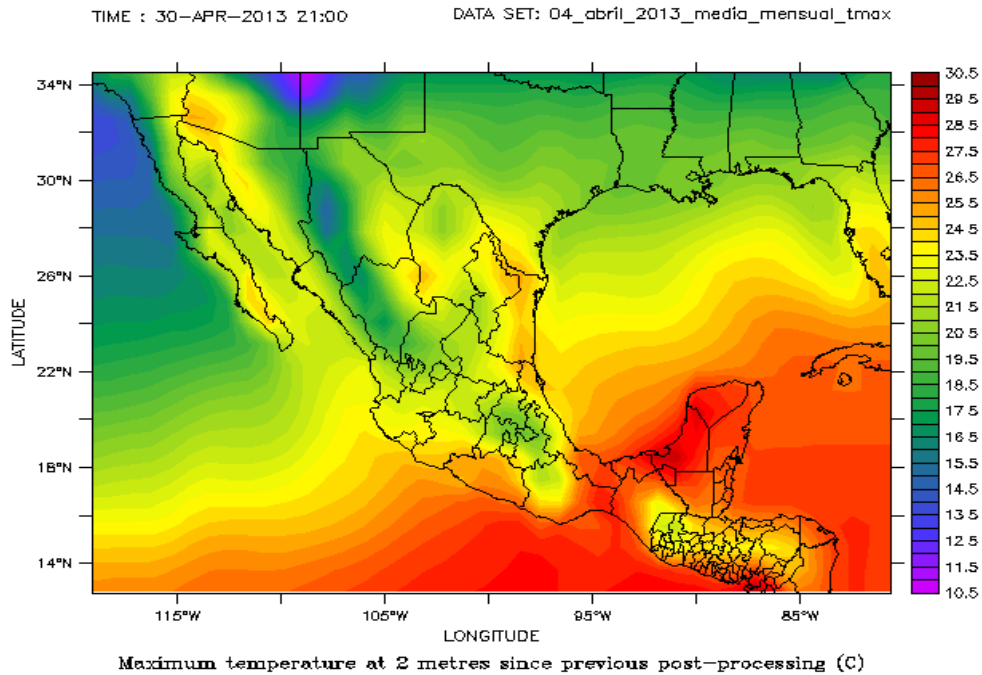 TIME : 30-APR-2013 21:00
DATA SET: 04_abril_2013_media_mensual_tmax
34°N
30°N
26°N
22°N
18°N
14°N
LATITUDE
115°W
105°W
95°W
85°W
LONGITUDE
30.5
29.5
28.5
27.5
26.5
25.5
24.5
23.5
22.5
21.5
20.5
19.5
18.5
17.5
16.5
15.5
14.5
13.5
12.5
11.5
10.5
Maximum temperature at 2 metres since previous post-processing (C)